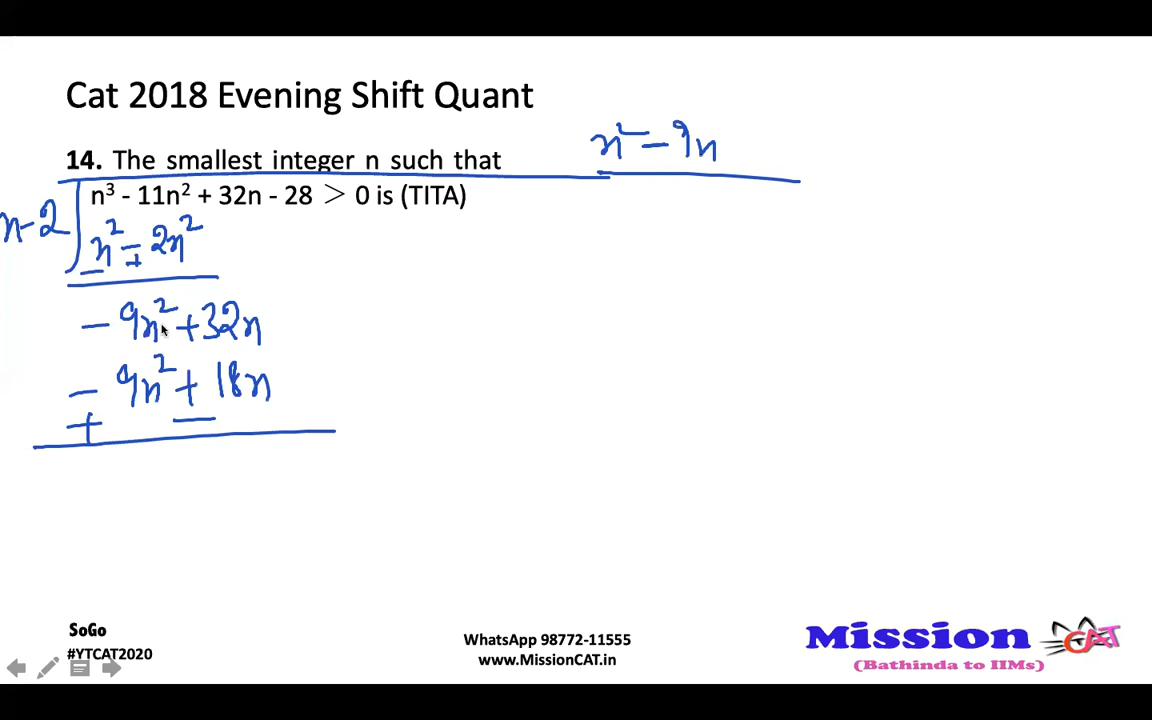 Cat 2018 Evening Shift Quant
n² - 9n
14. The smallest integer n such that
n³ - 11n² + 32n - 28 > 0 is (TITA)
n-2
n² - 2n²
- +
- 9n² + 32n
- 9n² + 18n
+ -
SoGo
#YTCAT2020
WhatsApp 98772-11555
www.MissionCAT.in
Mission CAT
(Bathinda to IIMs)